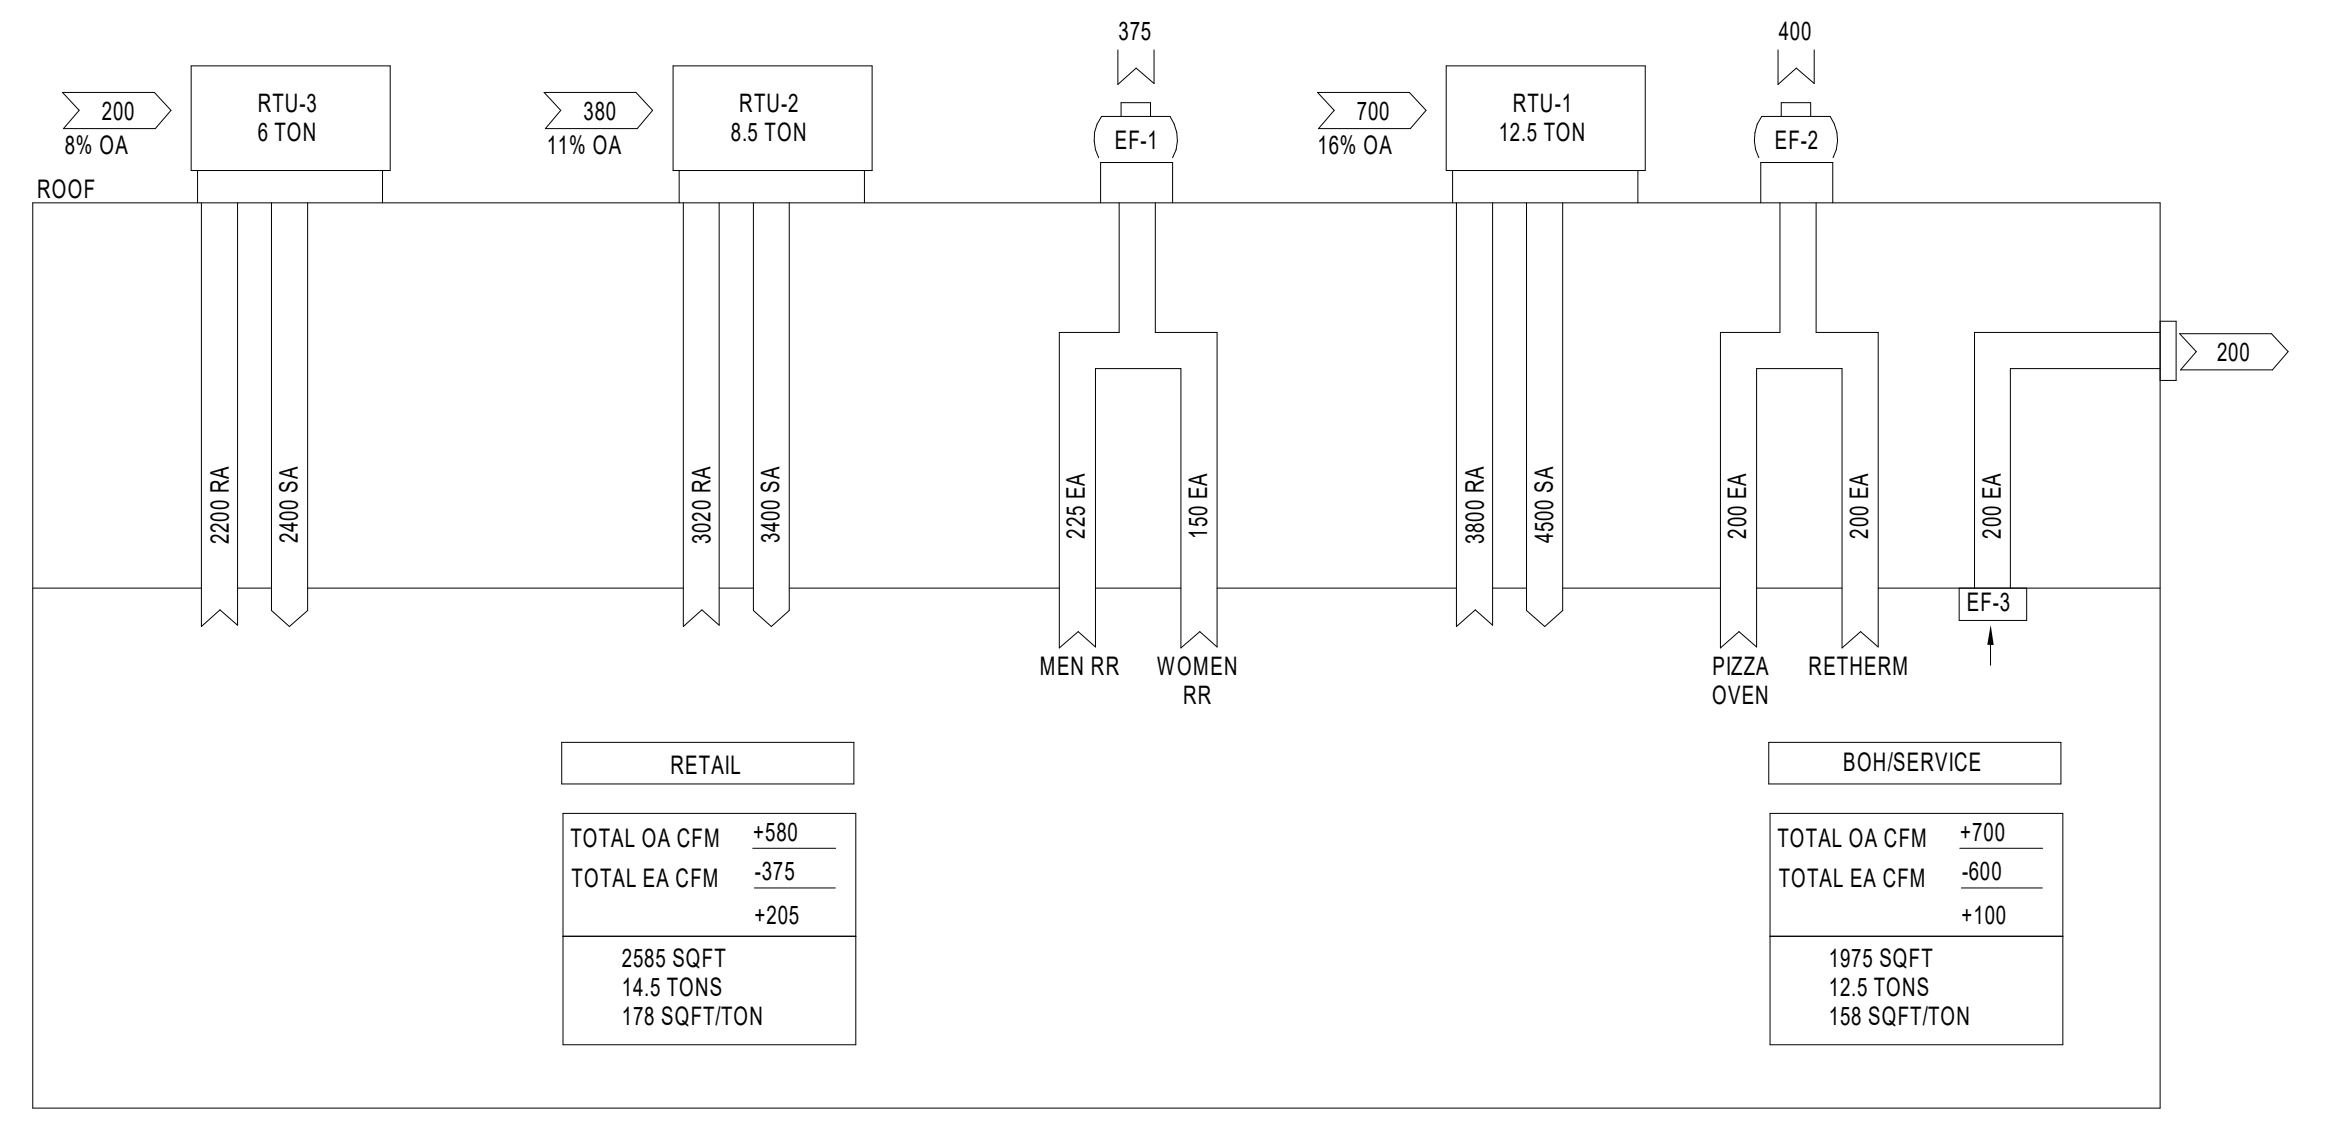 375
400
RTU-3
6 TON
200
8% OA
RTU-2
8.5 TON
380
11% OA
EF-1
RTU-1
12.5 TON
700
16% OA
EF-2
ROOF
200
2200 RA
2400 SA
3020 RA
3400 SA
225 EA
150 EA
3800 RA
4500 SA
200 EA
200 EA
200 EA
EF-3
MEN RR
WOMEN
RR
PIZZA
OVEN
RETHERM
RETAIL
TOTAL OA CFM +580
TOTAL EA CFM -375
+205
2585 SQFT
14.5 TONS
178 SQFT/TON
BOH/SERVICE
TOTAL OA CFM +700
TOTAL EA CFM -600
+100
1975 SQFT
12.5 TONS
158 SQFT/TON